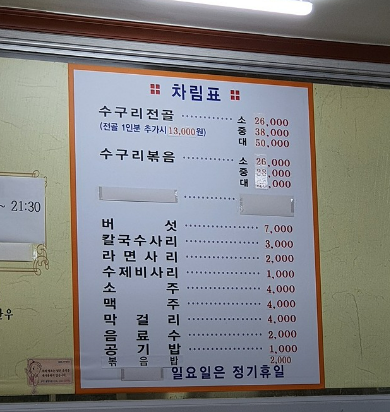 차림표
수구리전골 소 26,000
(전골 1인분 추가시 13,000원) 중 38,000
대 50,000
수구리볶음 소 26,000
중
대
버섯 7,000
칼국수사리 3,000
라면사리 2,000
수제비사리 1,000
소주 4,000
맥주 4,000
막걸리 4,000
음료수 2,000
공기밥 1,000
볶음밥 2,000
일요일은 정기휴일
~ 21:30